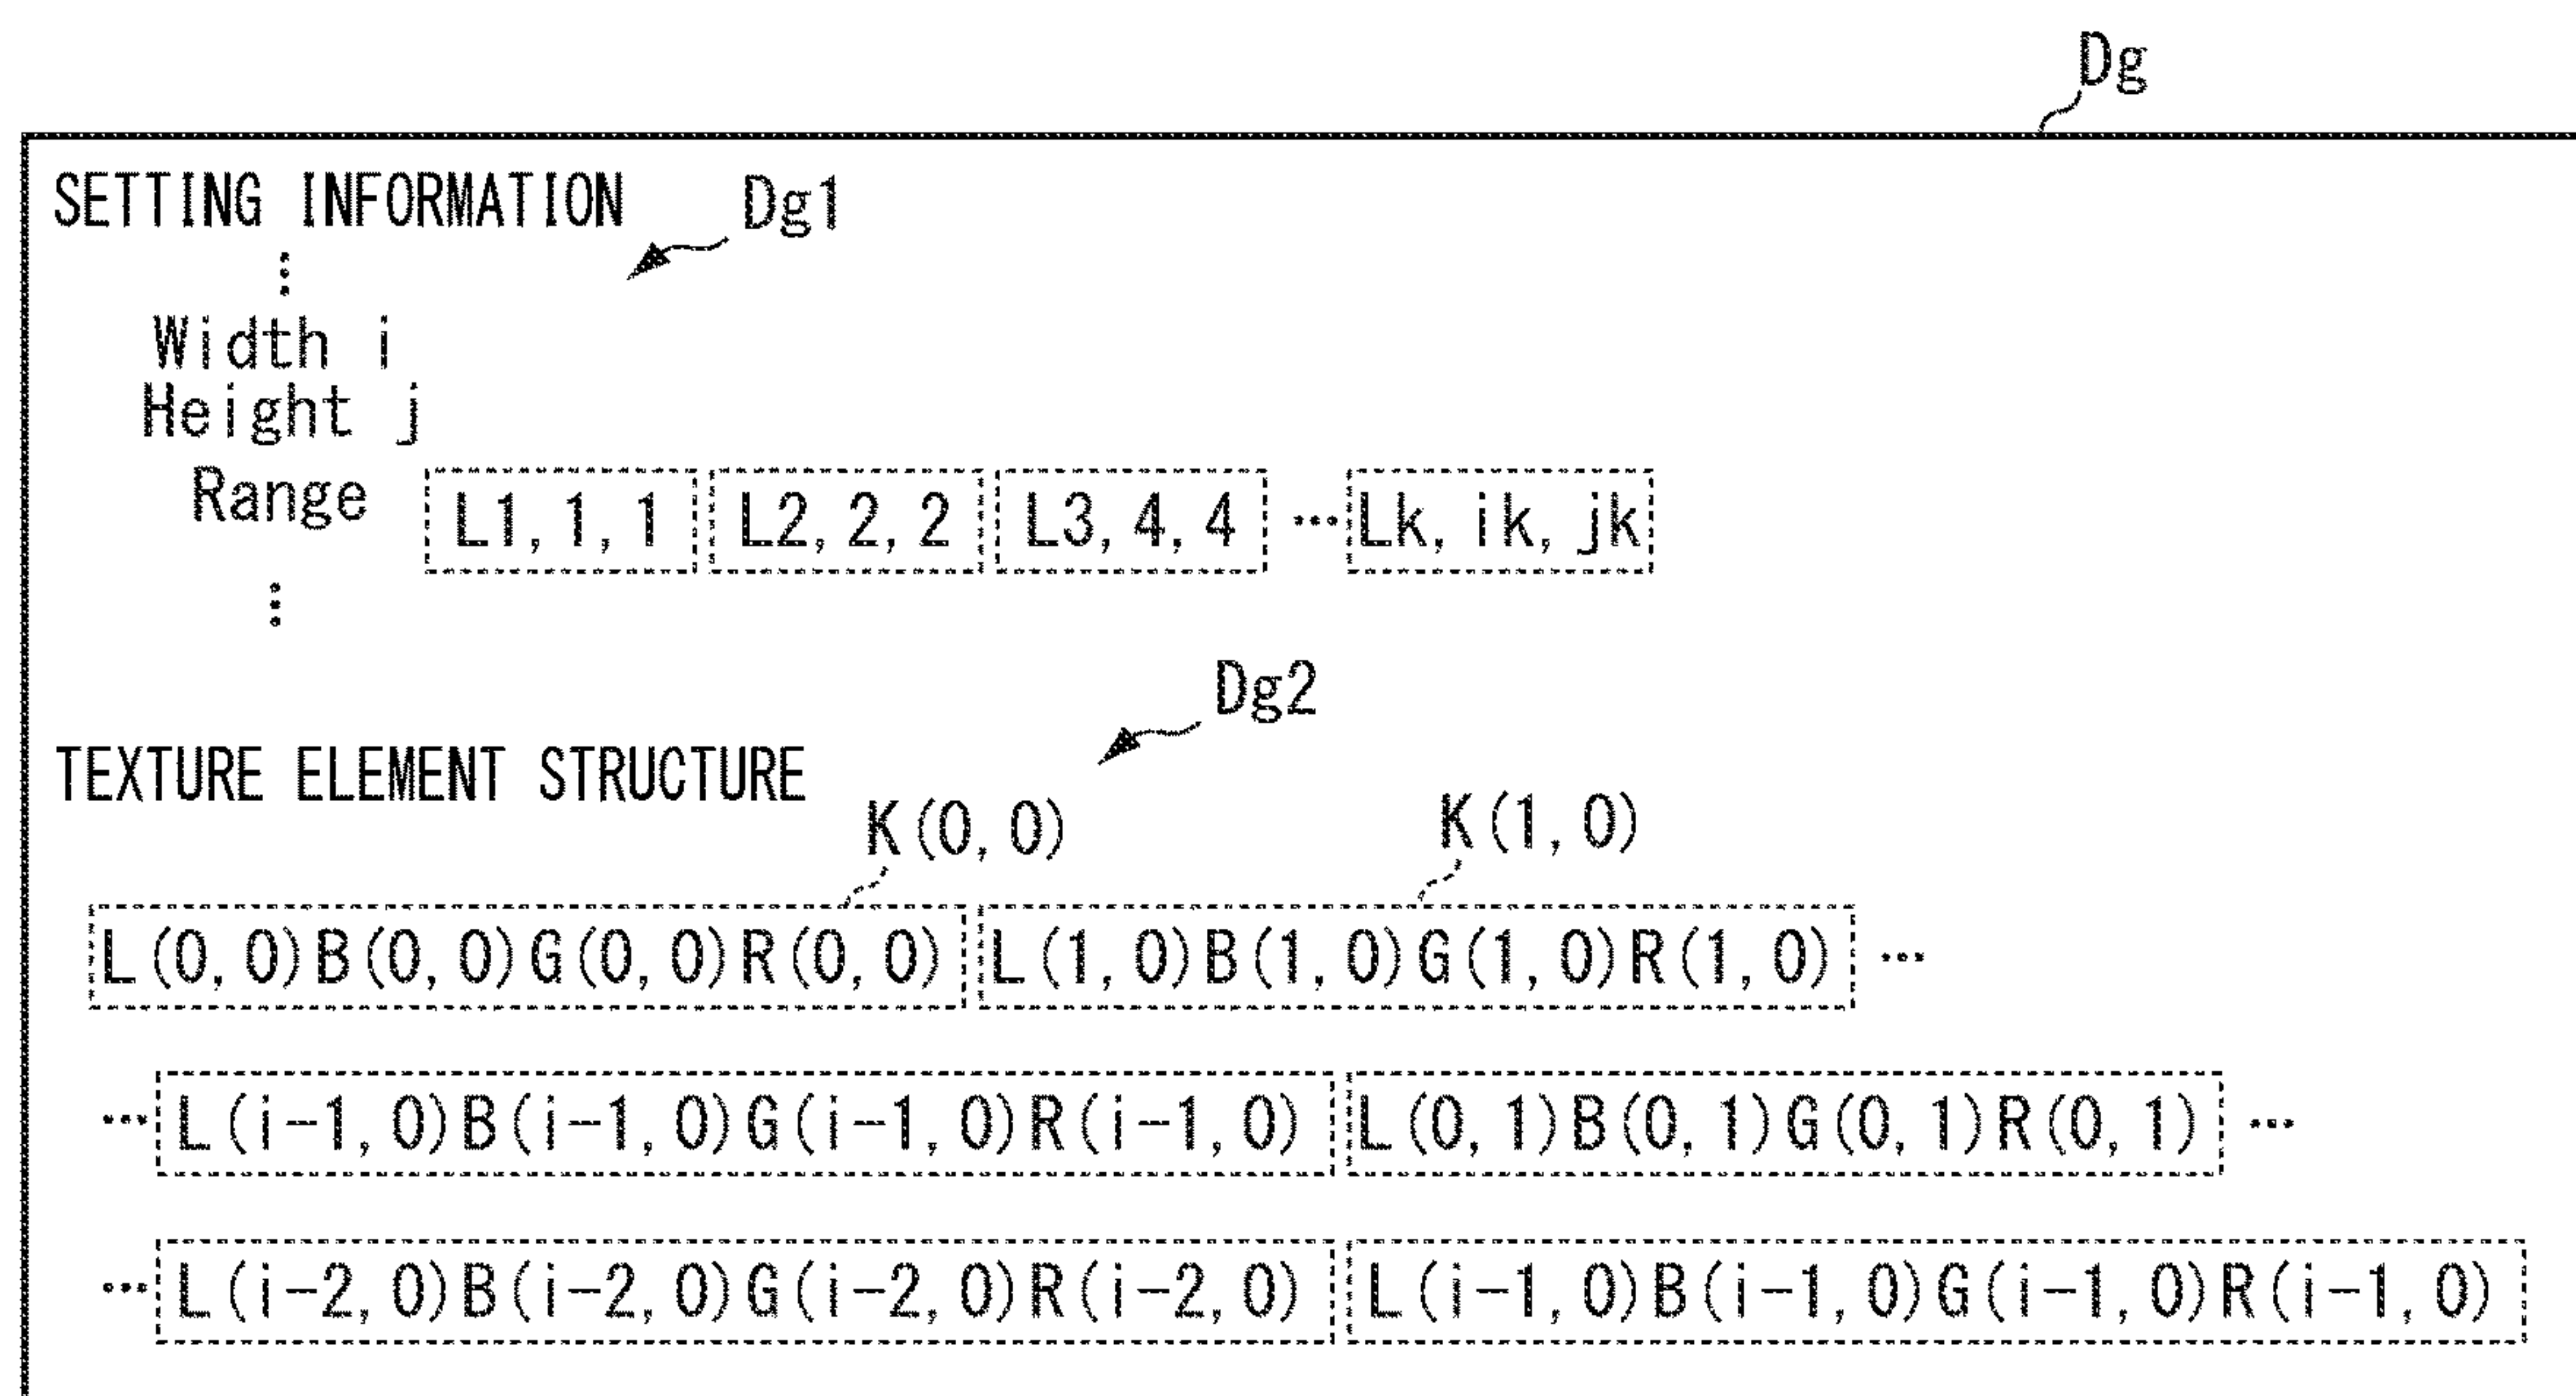 Dg
SETTING INFORMATION Dg1
⋮
Width i
Height j
Range L1, 1, 1 L2, 2, 2 L3, 4, 4 … Lk, ik, jk
⋮
Dg2
TEXTURE ELEMENT STRUCTURE
K(0, 0) K(1, 0)
L(0, 0)B(0, 0)G(0, 0)R(0, 0) L(1, 0)B(1, 0)G(1, 0)R(1, 0) …
…L(i-1, 0)B(i-1, 0)G(i-1, 0)R(i-1, 0) L(0, 1)B(0, 1)G(0, 1)R(0, 1) …
…L(i-2, 0)B(i-2, 0)G(i-2, 0)R(i-2, 0) L(i-1, 0)B(i-1, 0)G(i-1, 0)R(i-1, 0)